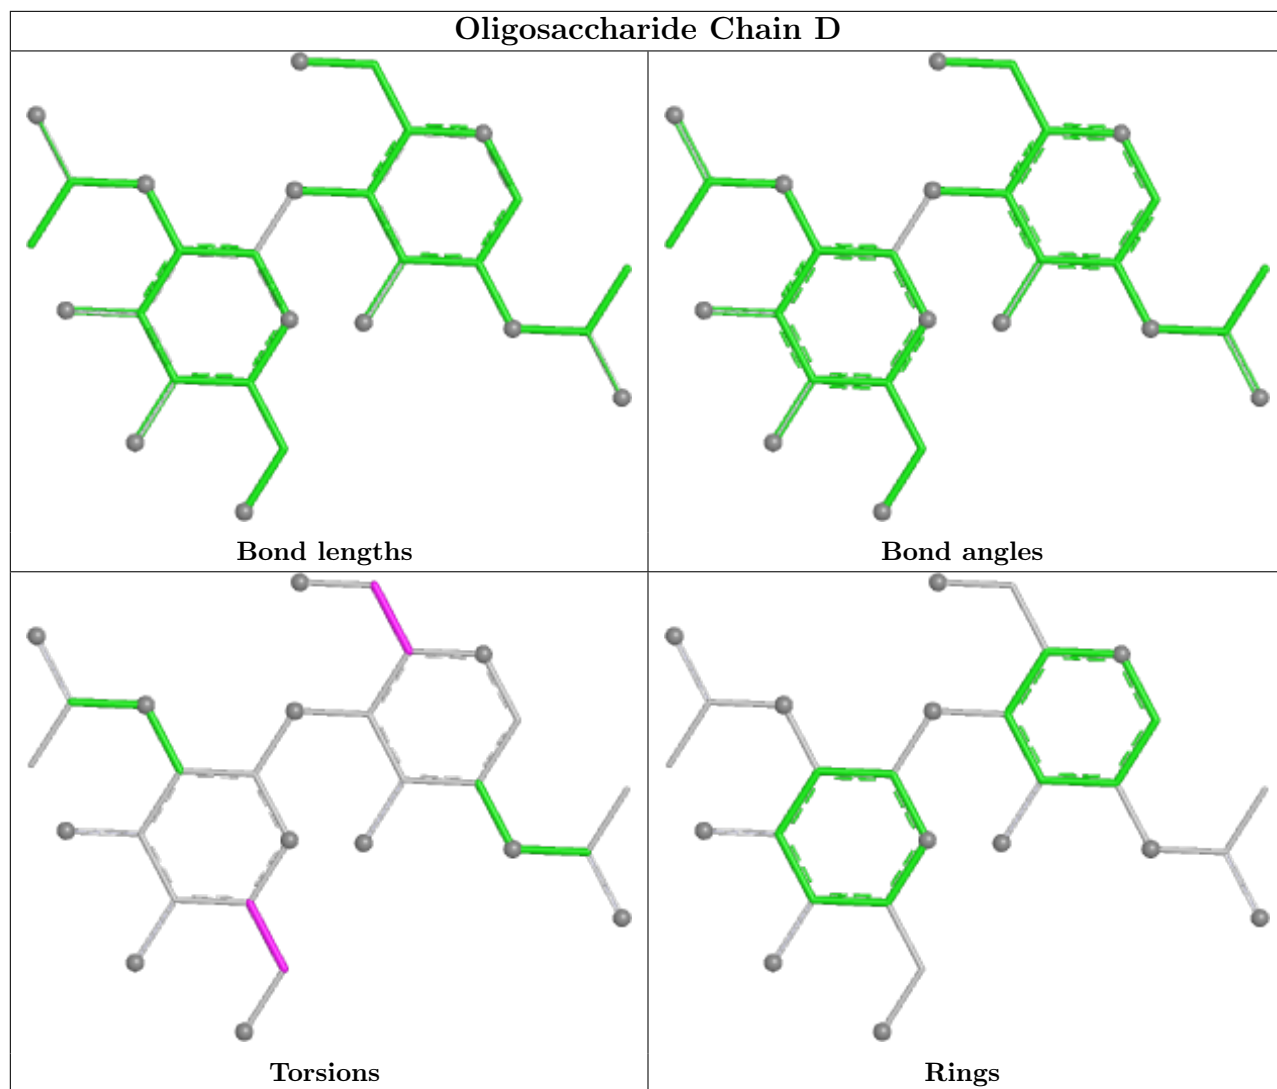 Oligosaccharide Chain D
Bond lengths
Bond angles
Torsions
Rings